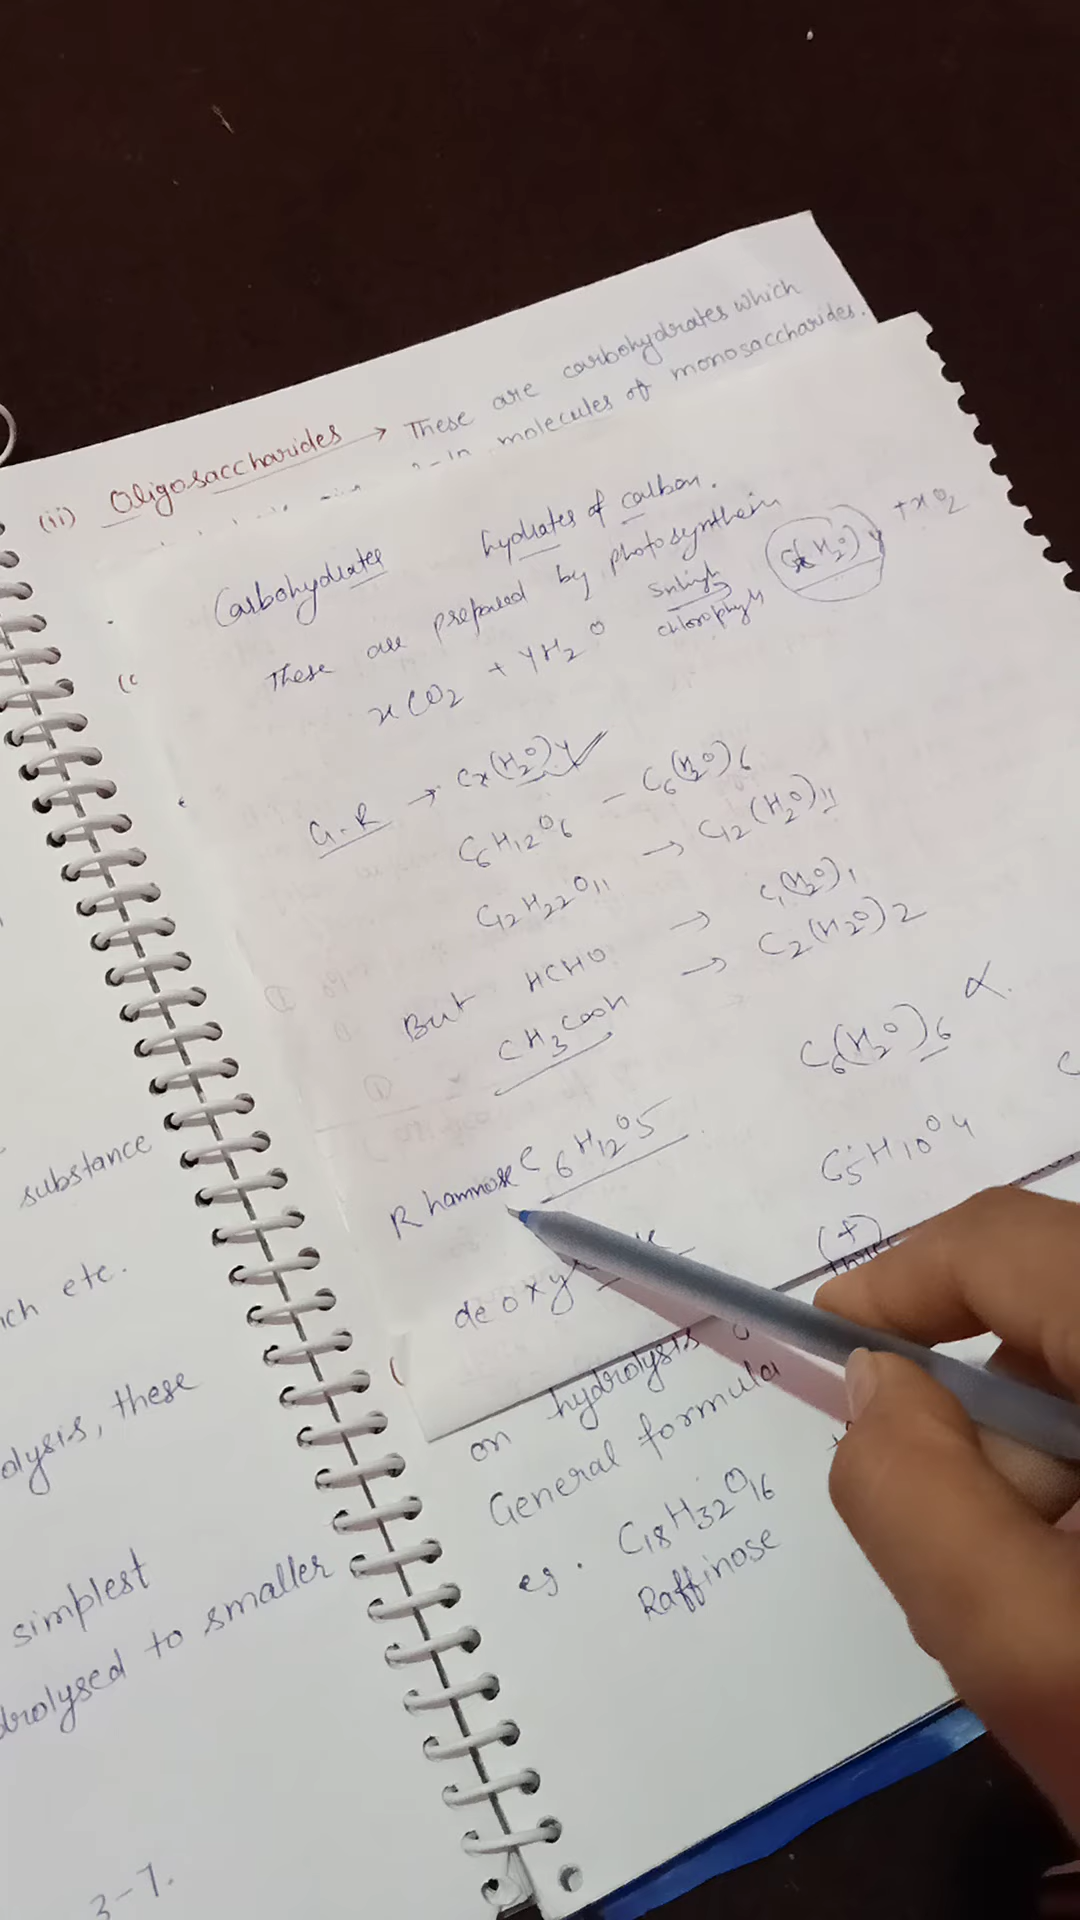 (ii) Oligosaccharides → These are carbohydrates which
molecules of monosaccharides.
Carbohydrates hydrates of carbon.
These are prepared by photosynthesis
xCO2 + YH2O Sunlight chlorophyll Cx(H2O)y + xO2
G.R → Cx(H2O)y
C6H12O6 – C6(H2O)6
C12H22O11 → C12(H2O)11
But HCHO → C1(H2O)1
CH3COOH → C2(H2O)2
C6(H2O)6
Rhamnose C6H12O5
C5H10O4
deoxy
on hydrolysis
General formula
eg. C18H32O16
Raffinose
substance
etc.
these
simplest
to smaller
3-7.